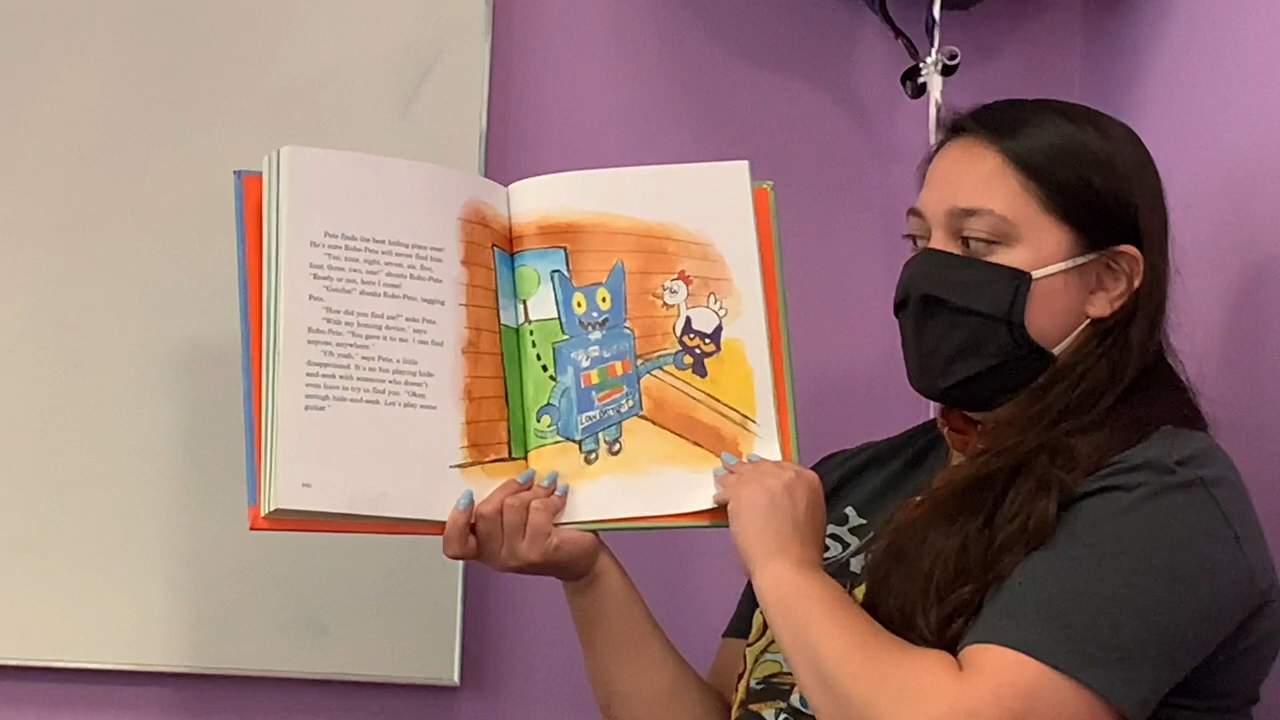 Pete finds the best hiding place ever!
He's sure Robo-Pete will never find him.
"Ten, nine, eight, seven, six, five,
four, three, two, one!" shouts Robo-Pete.
"Ready or not, here I come!
"Gotcha!" shouts Robo-Pete, tagging
Pete.
"How did you find me?" asks Pete.
"With my homing device," says
Robo-Pete. "You gave it to me. I can find
anyone, anywhere."
"Oh yeah," says Pete, a little
disappointed. It's no fun playing hide-
and-seek with someone who doesn't
even have to try to find you. "Okay,
enough hide-and-seek. Let's play some
guitar."
LOW BATTERY